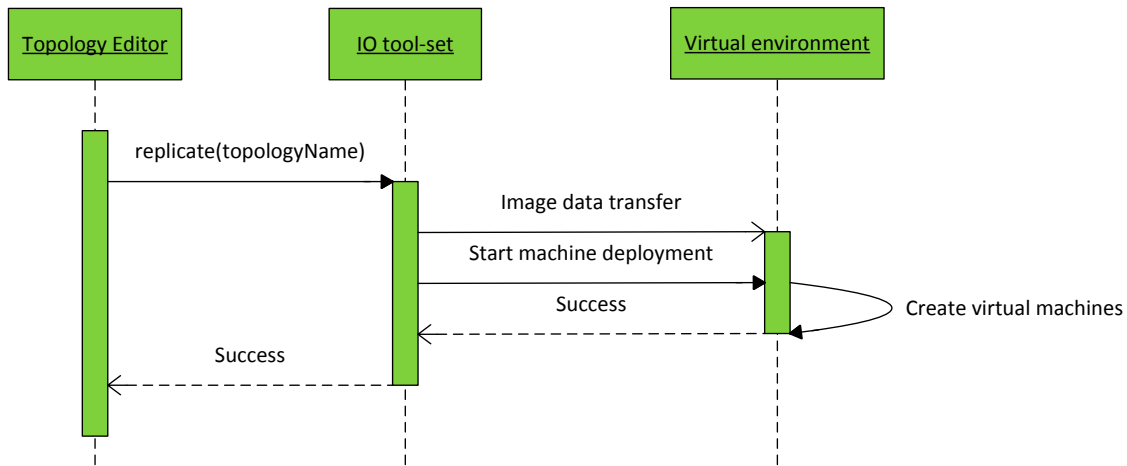 Topology Editor
IO tool-set
Virtual environment
replicate(topologyName)
Image data transfer
Start machine deployment
Success
Create virtual machines
Success